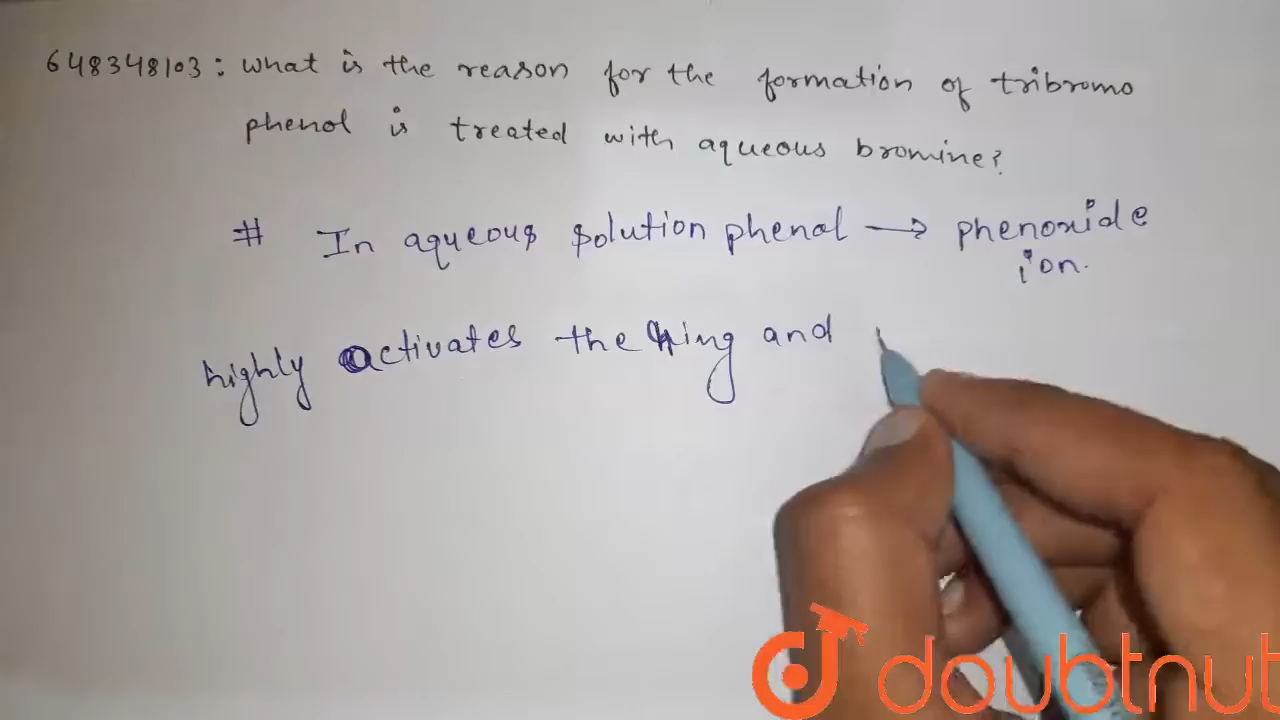 648348103: what is the reason for the formation of tribromo
phenol is treated with aqueous bromine?
# In aqueous solution phenol → phenoxide
ion.
highly activates the ring and
doubtnut